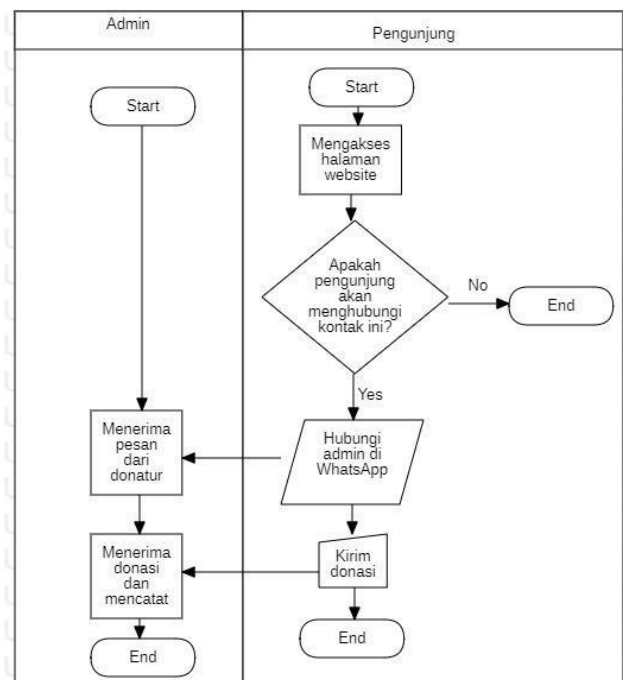 Admin
Pengunjung
Start
Start
Mengakses
halaman
website
Apakah
pengunjung
akan
menghubungi
kontak ini?
No
End
Yes
Menerima
pesan
dari
donatur
Hubungi
admin di
WhatsApp
Menerima
donasi
dan
mencatat
Kirim
donasi
End
End